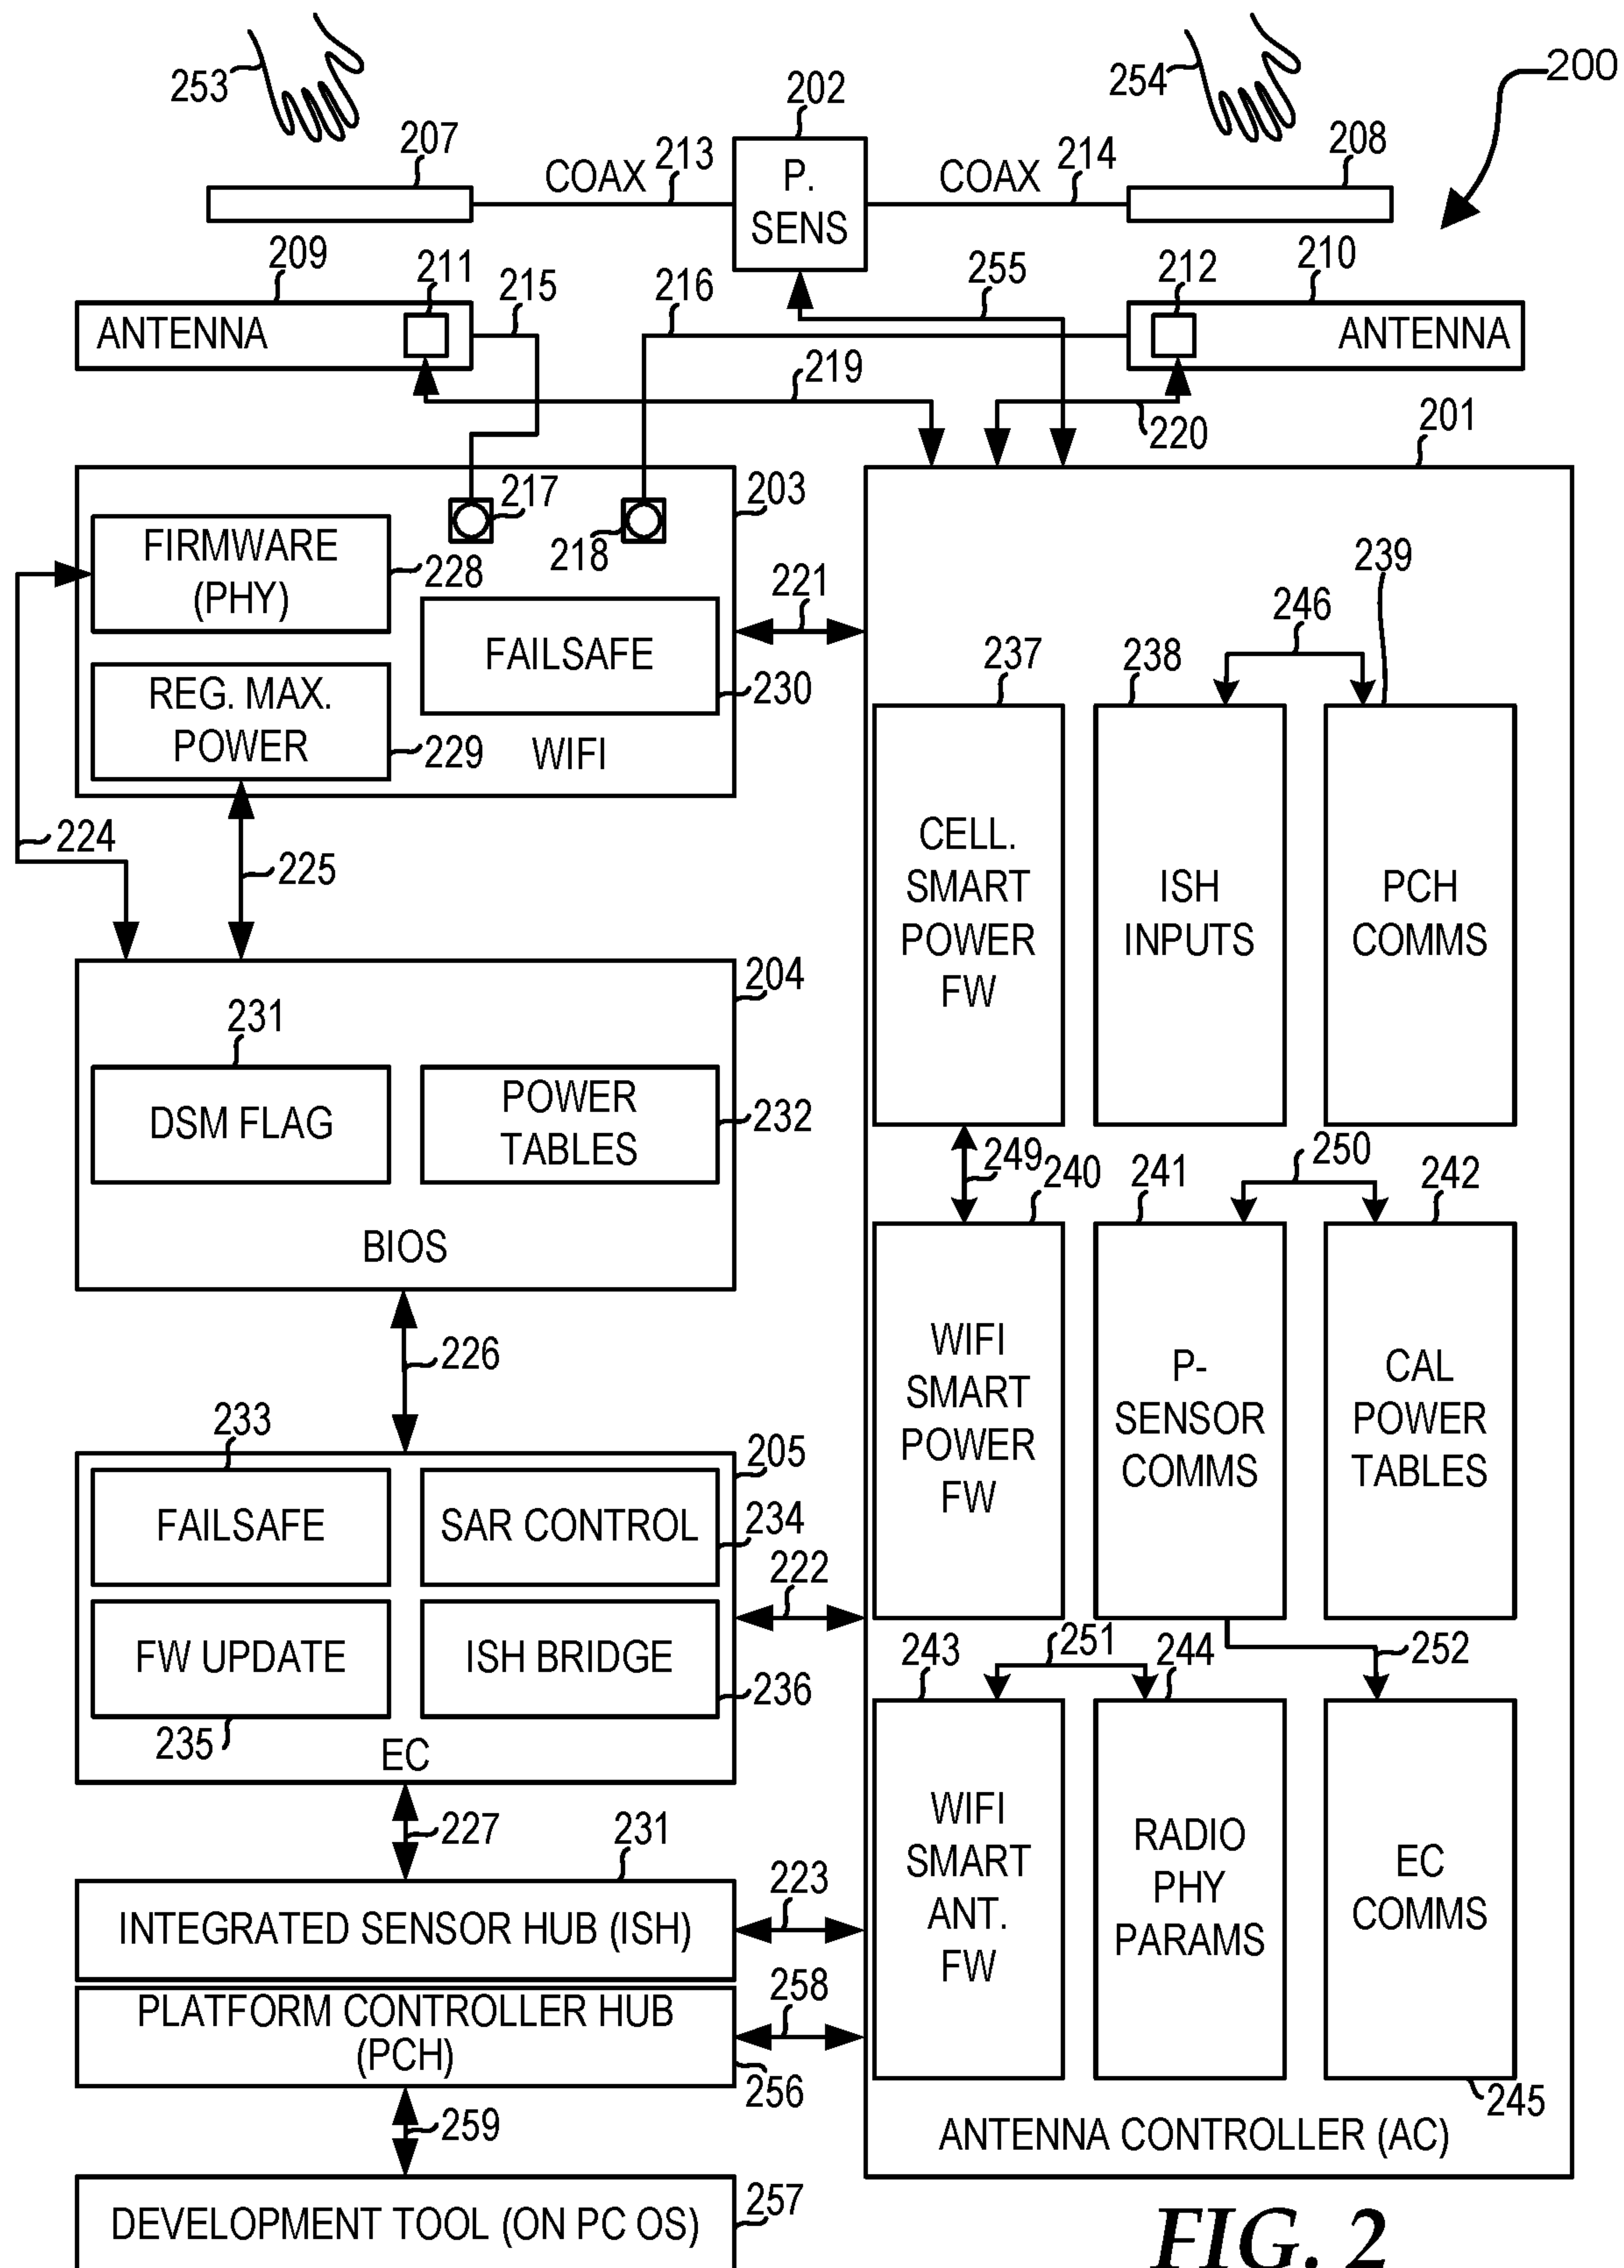 253
254
200
202
207
COAX
213
P.
SENS
COAX
214
208
209
211
215
216
255
212
210
ANTENNA
ANTENNA
219
220
201
203
217
218
FIRMWARE
(PHY)
228
221
FAILSAFE
230
REG. MAX.
POWER
229
WIFI
224
225
204
231
DSM FLAG
POWER
TABLES
232
BIOS
226
233
205
FAILSAFE
SAR CONTROL
234
222
FW UPDATE
ISH BRIDGE
236
235
EC
227
231
INTEGRATED SENSOR HUB (ISH)
223
PLATFORM CONTROLLER HUB
(PCH)
258
256
259
DEVELOPMENT TOOL (ON PC OS)
257
239
246
237
238
CELL.
SMART
POWER
FW
ISH
INPUTS
PCH
COMMS
249
240
241
250
242
WIFI
SMART
POWER
FW
P-
SENSOR
COMMS
CAL
POWER
TABLES
243
251
244
252
WIFI
SMART
ANT.
FW
RADIO
PHY
PARAMS
EC
COMMS
245
ANTENNA CONTROLLER (AC)
FIG. 2